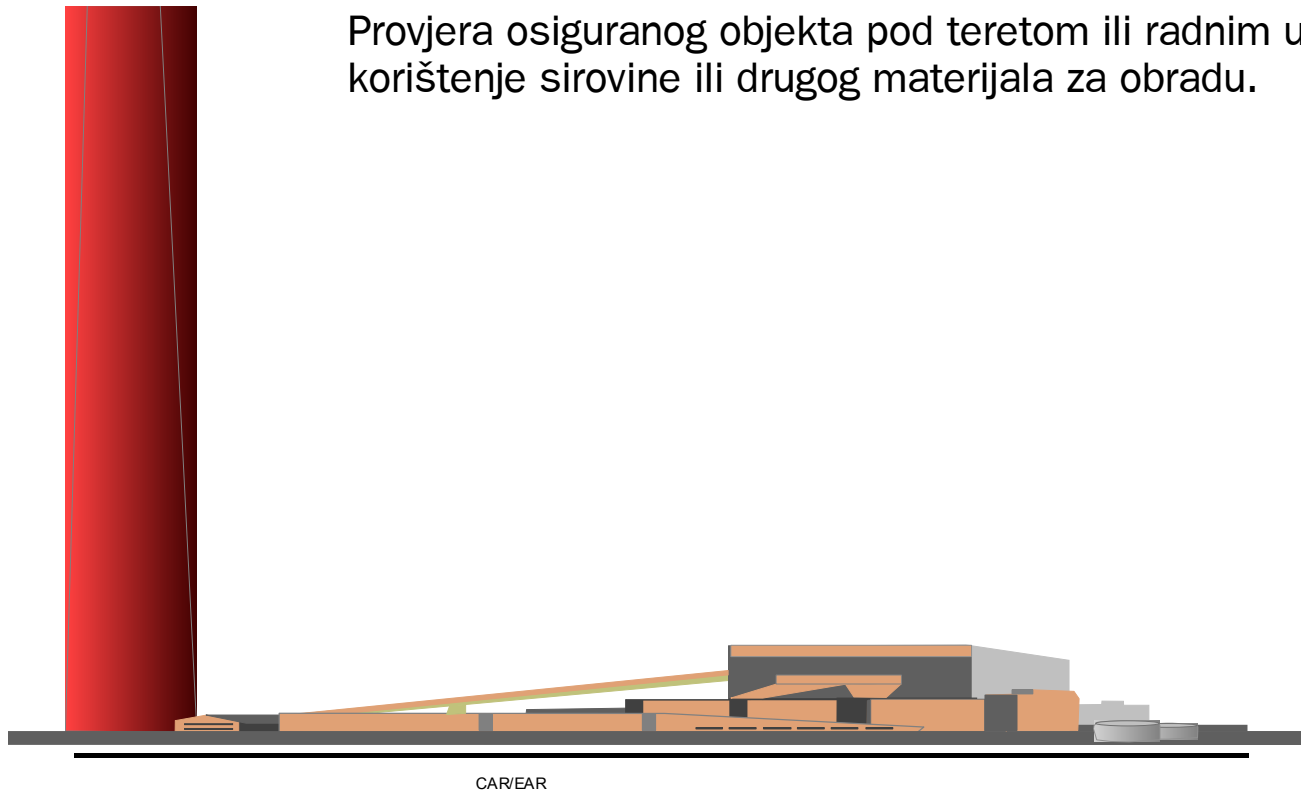 Provjera osiguranog objekta pod teretom ili radnim u
korištenje sirovine ili drugog materijala za obradu.
CAR/EAR